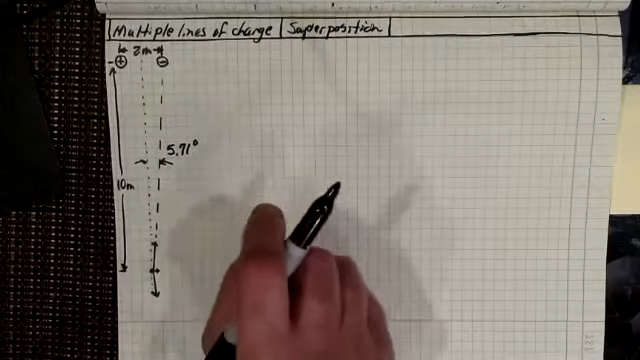 Multiple lines of charge | Superposition
2m
+ -
5.71°
10m